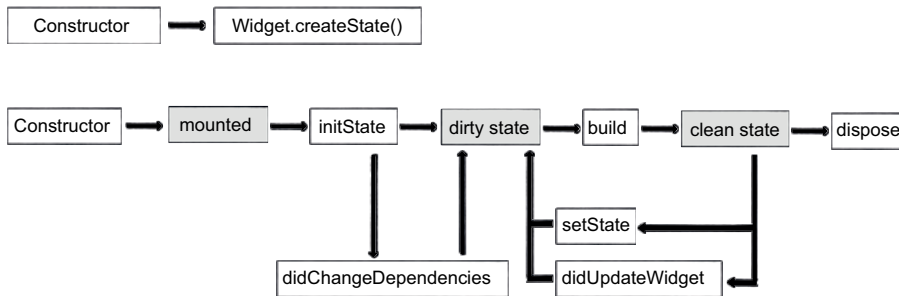 Constructor
Widget.createState()
Constructor
mounted
initState
dirty state
build
clean state
dispose
setState
didChangeDependencies
didUpdateWidget